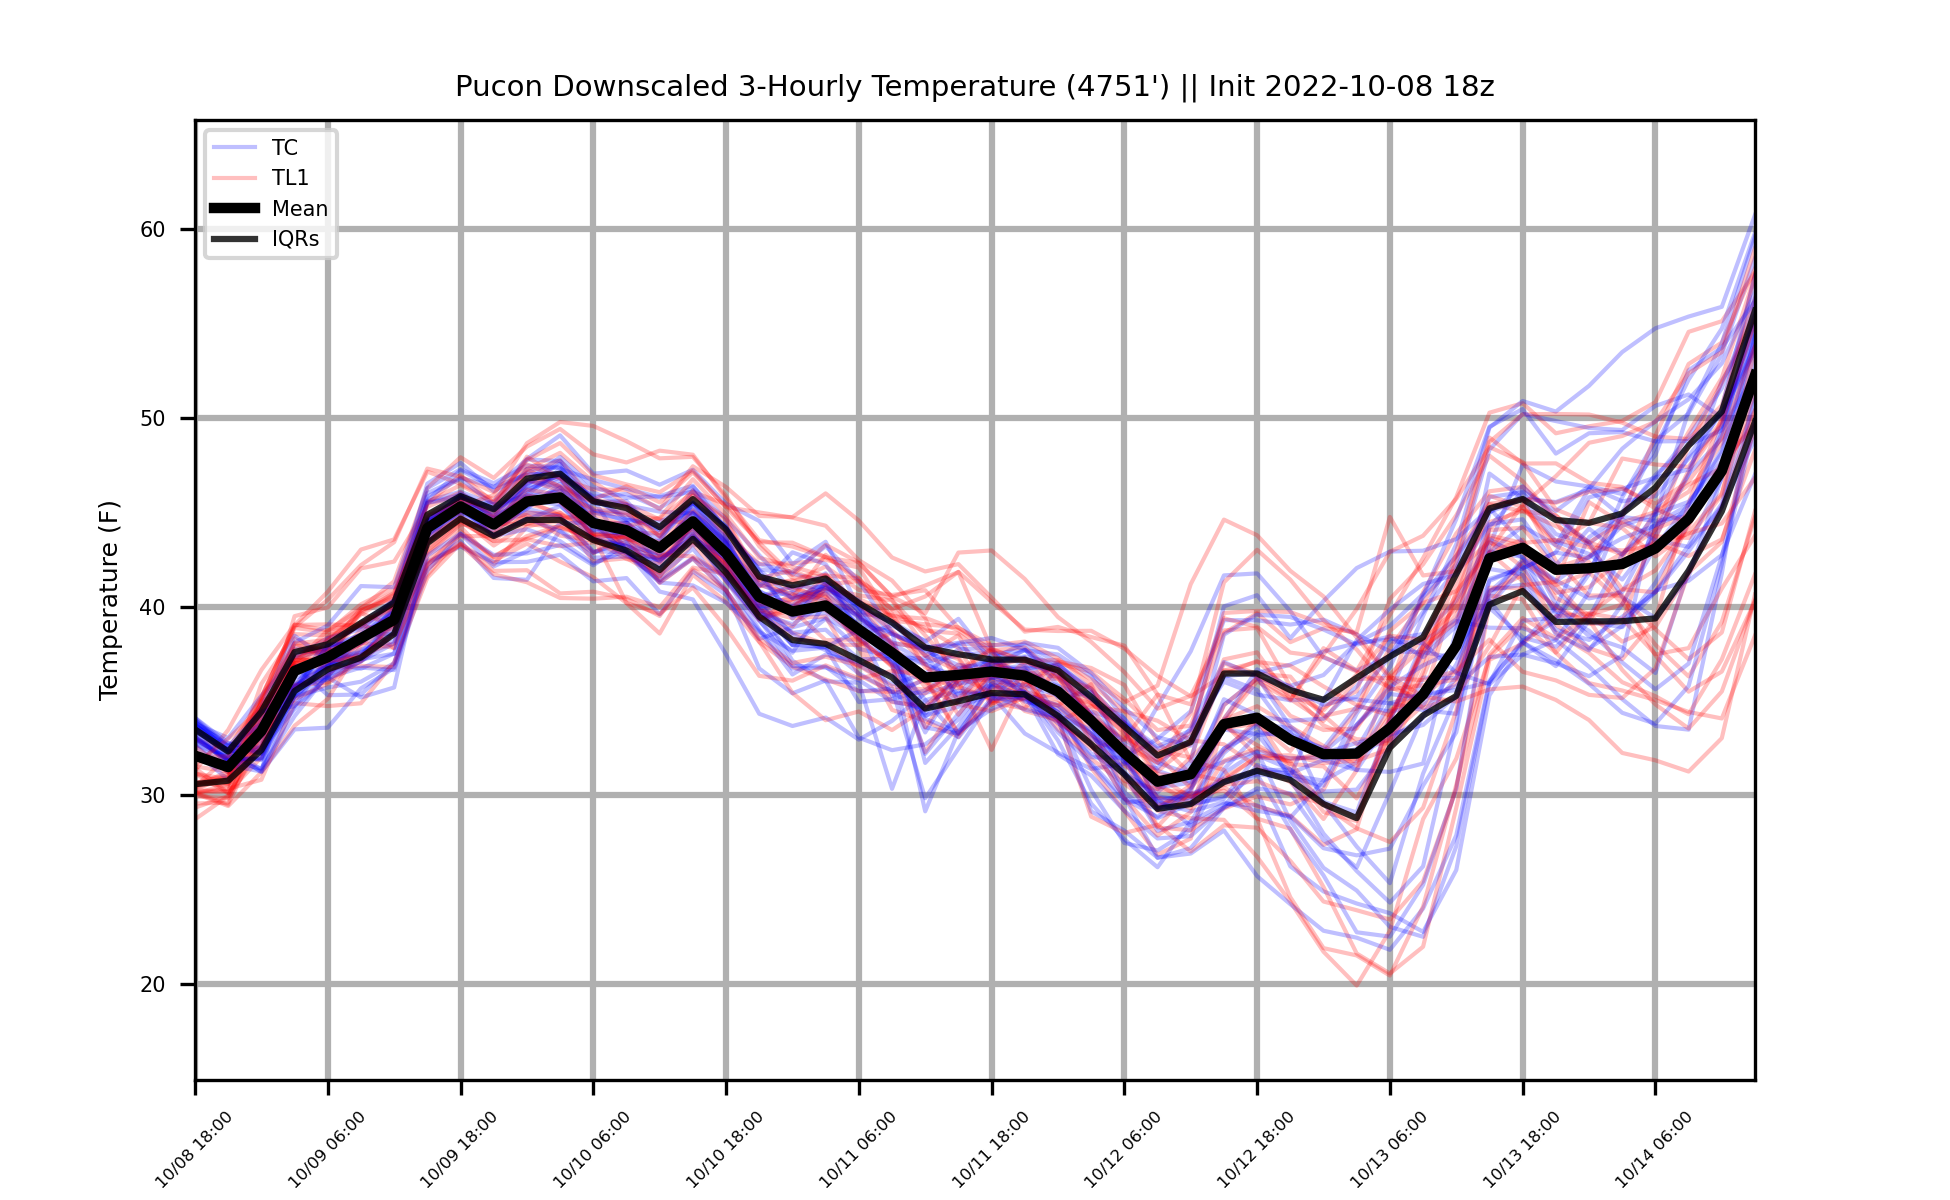 Pucon Downscaled 3-Hourly Temperature (4751') || Init 2022-10-08 18z
TC
TL1
Mean
IQRs
Temperature (F)
60
50
40
30
20
10/08 18:00
10/09 06:00
10/09 18:00
10/10 06:00
10/10 18:00
10/11 06:00
10/11 18:00
10/12 06:00
10/12 18:00
10/13 06:00
10/13 18:00
10/14 06:00